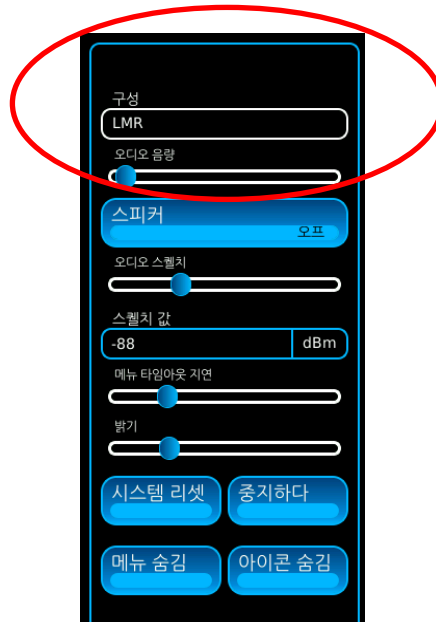 구성
LMR
오디오 음량
스피커
오프
오디오 스퀠치
스퀠치 값
-88 dBm
메뉴 타임아웃 지연
밝기
시스템 리셋 중지하다
메뉴 숨김 아이콘 숨김